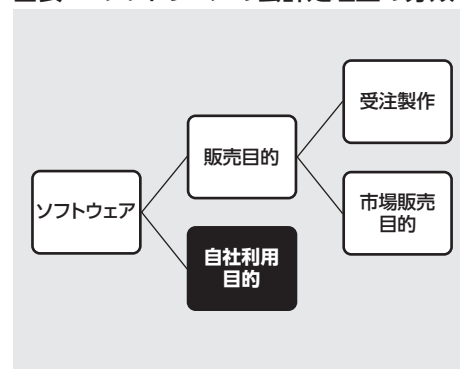 受注製作
販売目的
ソフトウェア
市場販売
目的
自社利用
目的